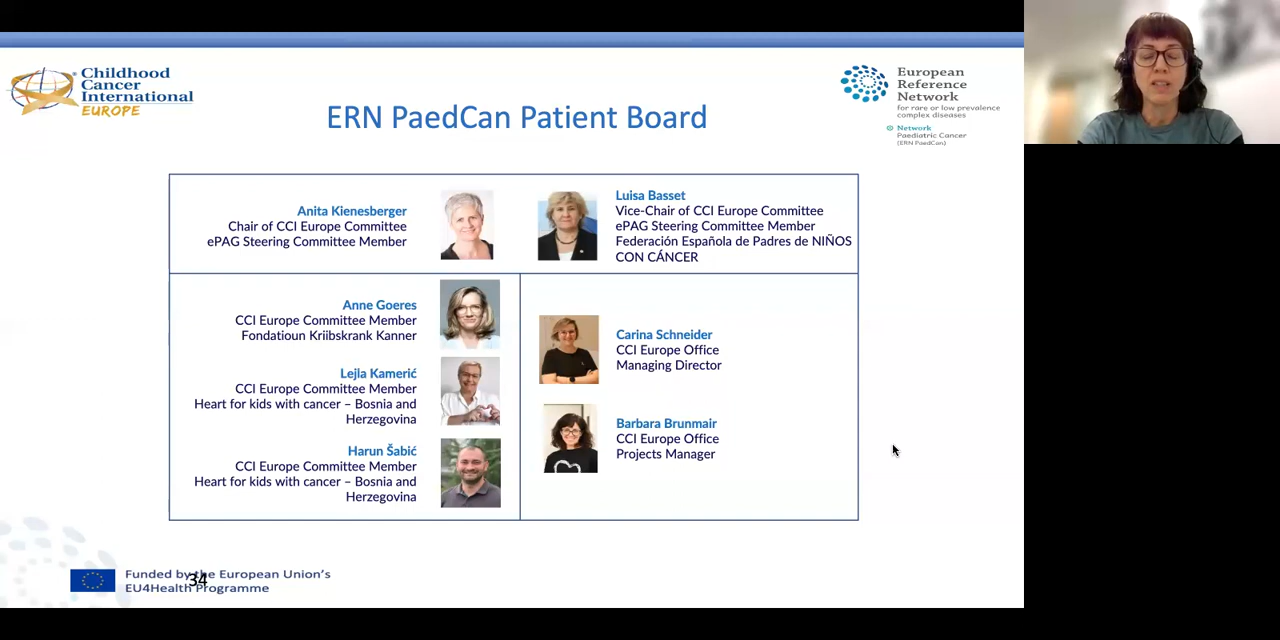 Childhood
Cancer
International
EUROPE
ERN PaedCan Patient Board
European
Reference
Network
for rare or low prevalence
complex diseases
Network
Paediatric Cancer
(ERN PaedCan)
Anita Kienesberger
Chair of CCI Europe Committee
ePAG Steering Committee Member
Luisa Basset
Vice-Chair of CCI Europe Committee
ePAG Steering Committee Member
Federación Española de Padres de NIÑOS
CON CÁNCER
Anne Goeres
CCI Europe Committee Member
Fondatioun Kriibskrank Kanner
Lejla Kamerić
CCI Europe Committee Member
Heart for kids with cancer – Bosnia and
Herzegovina
Harun Šabić
CCI Europe Committee Member
Heart for kids with cancer – Bosnia and
Herzegovina
Carina Schneider
CCI Europe Office
Managing Director
Barbara Brunmair
CCI Europe Office
Projects Manager
Funded by the European Union's
EU4Health Programme
34